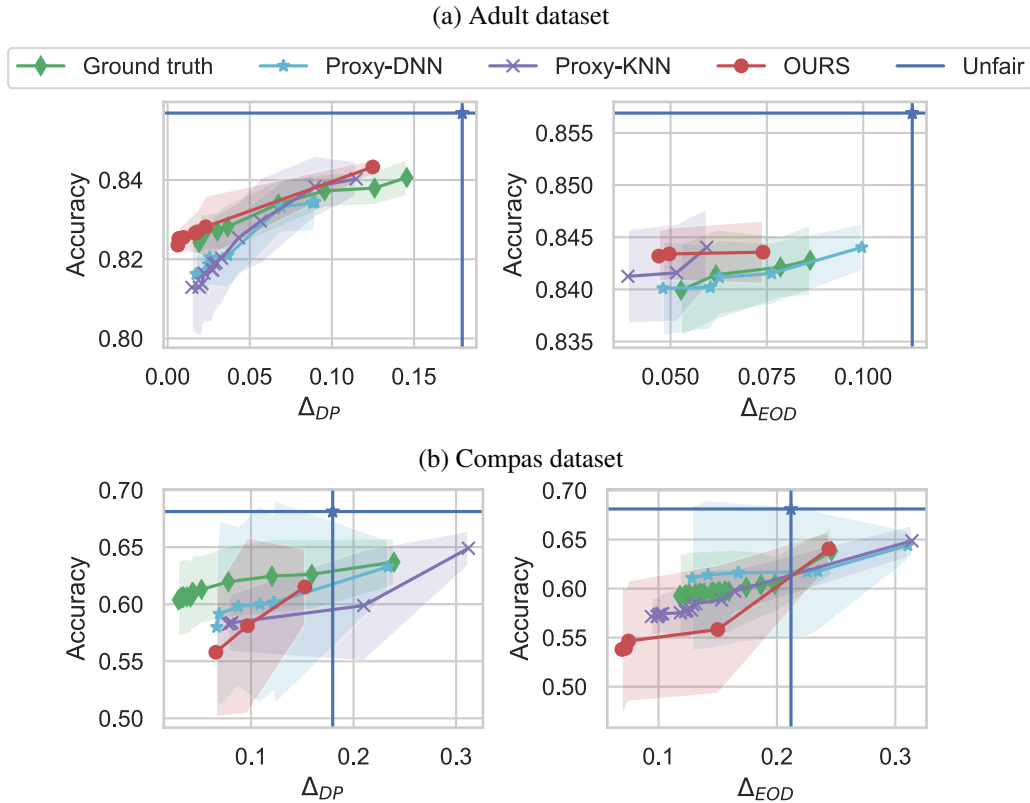 (a) Adult dataset
Ground truth Proxy-DNN Proxy-KNN OURS Unfair
Accuracy
0.84
0.82
0.80
0.00 0.05 0.10 0.15
Δ_DP
Accuracy
0.855
0.850
0.845
0.840
0.835
0.050 0.075 0.100
Δ_EOD
(b) Compas dataset
Accuracy
0.70
0.65
0.60
0.55
0.50
0.1 0.2 0.3
Δ_DP
Accuracy
0.70
0.65
0.60
0.55
0.50
0.1 0.2 0.3
Δ_EOD